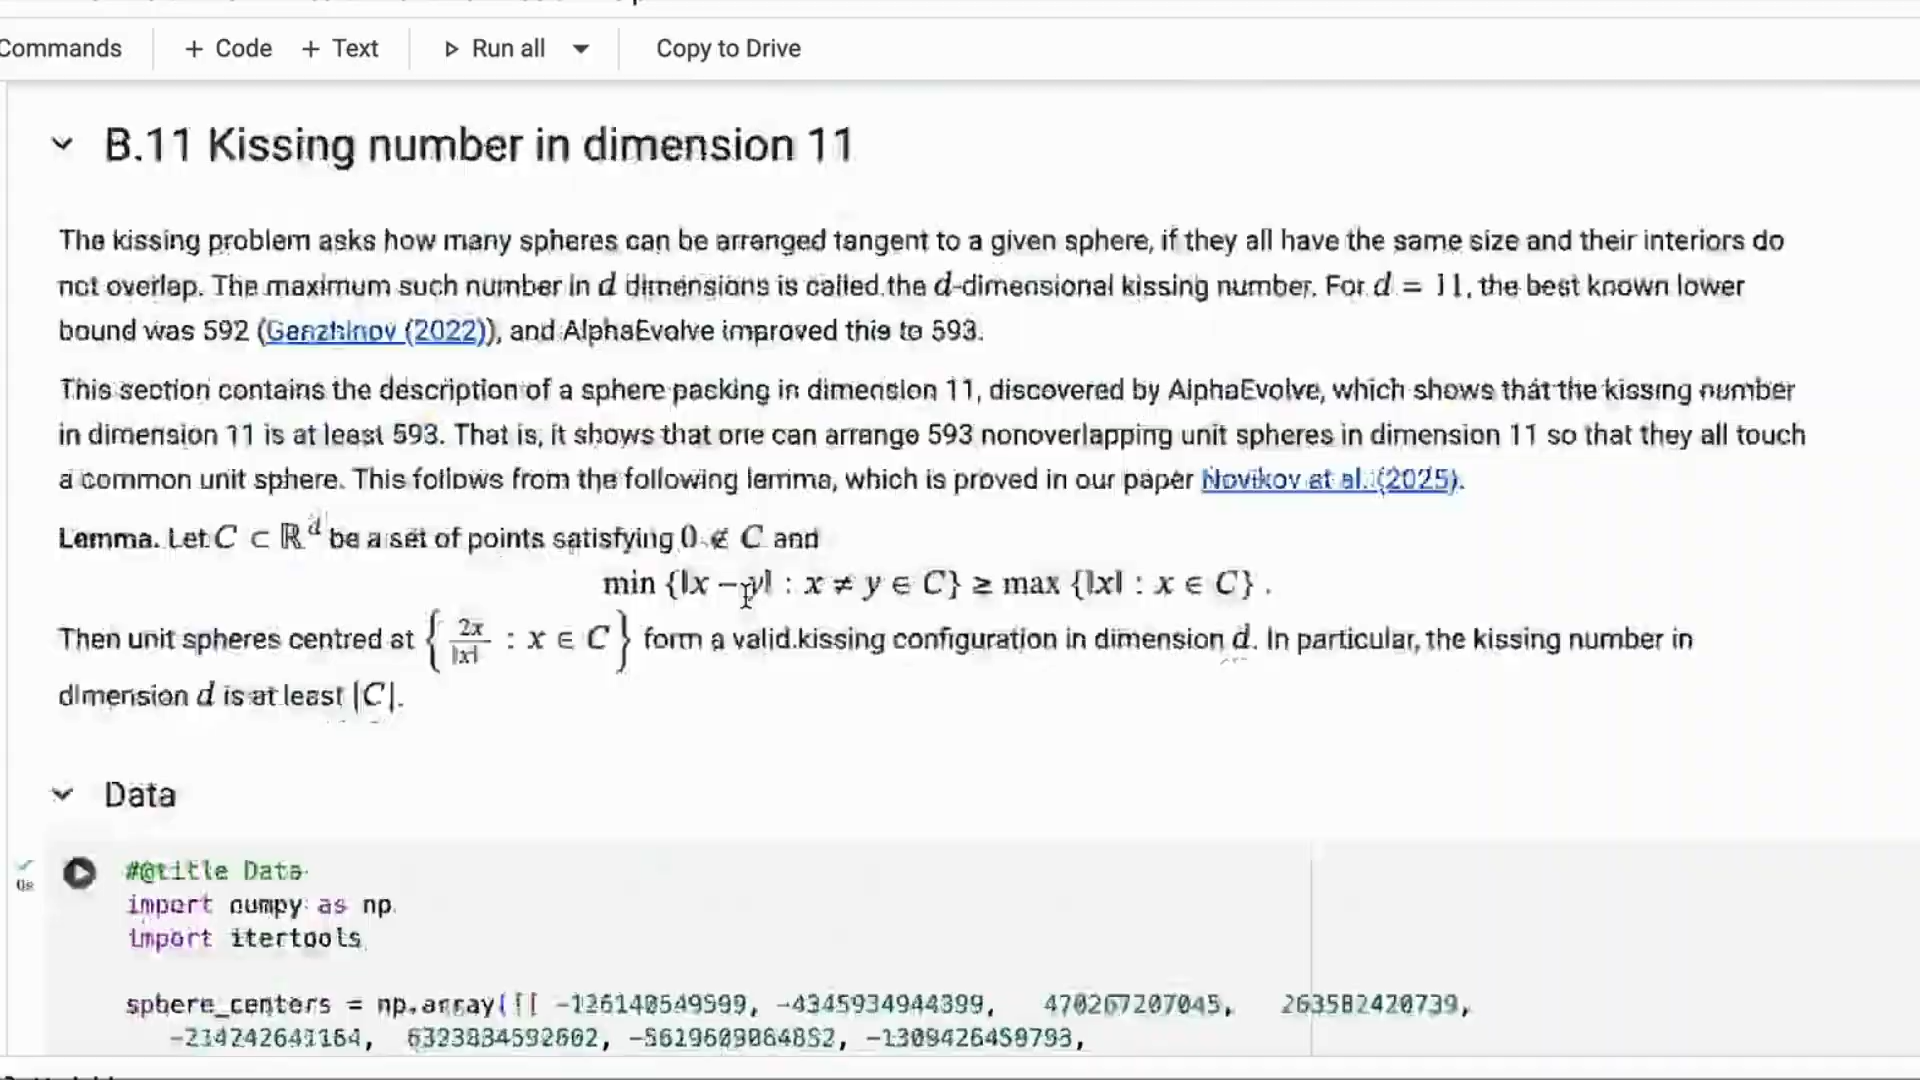 Commands + Code + Text Run all Copy to Drive
B.11 Kissing number in dimension 11
The kissing problem asks how many spheres can be arranged tangent to a given sphere, if they all have the same size and their interiors do
not overlap. The maximum such number in d dimensions is called the d-dimensional kissing number. For d = 11, the best known lower
bound was 592 (Ganzhinov (2022)), and AlphaEvolve improved this to 593.
This section contains the description of a sphere packing in dimension 11, discovered by AlphaEvolve, which shows that the kissing number
in dimension 11 is at least 593. That is, it shows that one can arrange 593 nonoverlapping unit spheres in dimension 11 so that they all touch
a common unit sphere. This follows from the following lemma, which is proved in our paper Novikov et al. (2025).
Lemma. Let C ⊂ ℝᵈ be a set of points satisfying 0 ∉ C and
min {|x − y| : x ≠ y ∈ C} ≥ max {|x| : x ∈ C} .
Then unit spheres centred at {2x/|x| : x ∈ C} form a valid kissing configuration in dimension d. In particular, the kissing number in
dimension d is at least |C|.
Data
0s #@title Data
import numpy as np
import itertools
sphere_centers = np.array([[